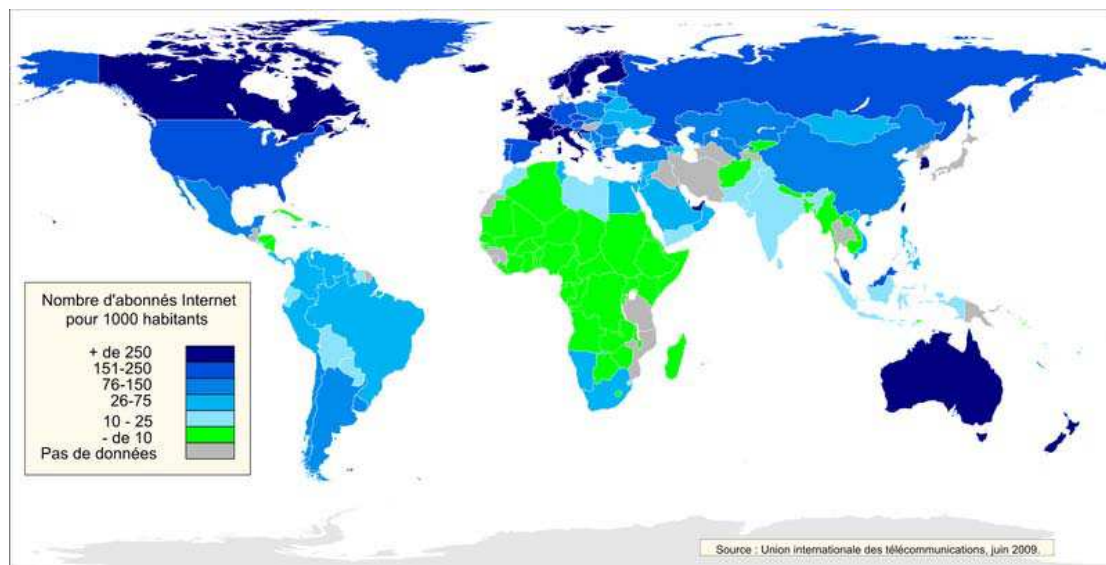 Nombre d'abonnés Internet
pour 1000 habitants
+ de 250
151-250
76-150
26-75
10 - 25
- de 10
Pas de données
Source : Union internationale des télécommunications, juin 2009.